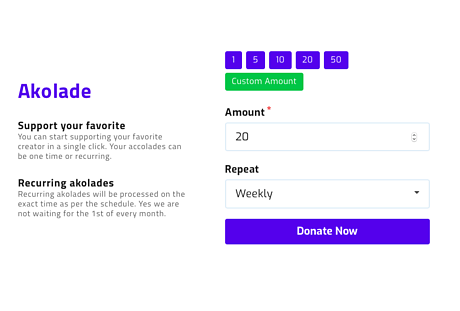 Akolade
Support your favorite
You can start supporting your favorite
creator in a single click. Your accolades can
be one time or recurring.
Recurring akolades
Recurring akolades will be processed on the
exact time as per the schedule. Yes we are
not waiting for the 1st of every month.
1 5 10 20 50
Custom Amount
Amount *
20
Repeat
Weekly
Donate Now